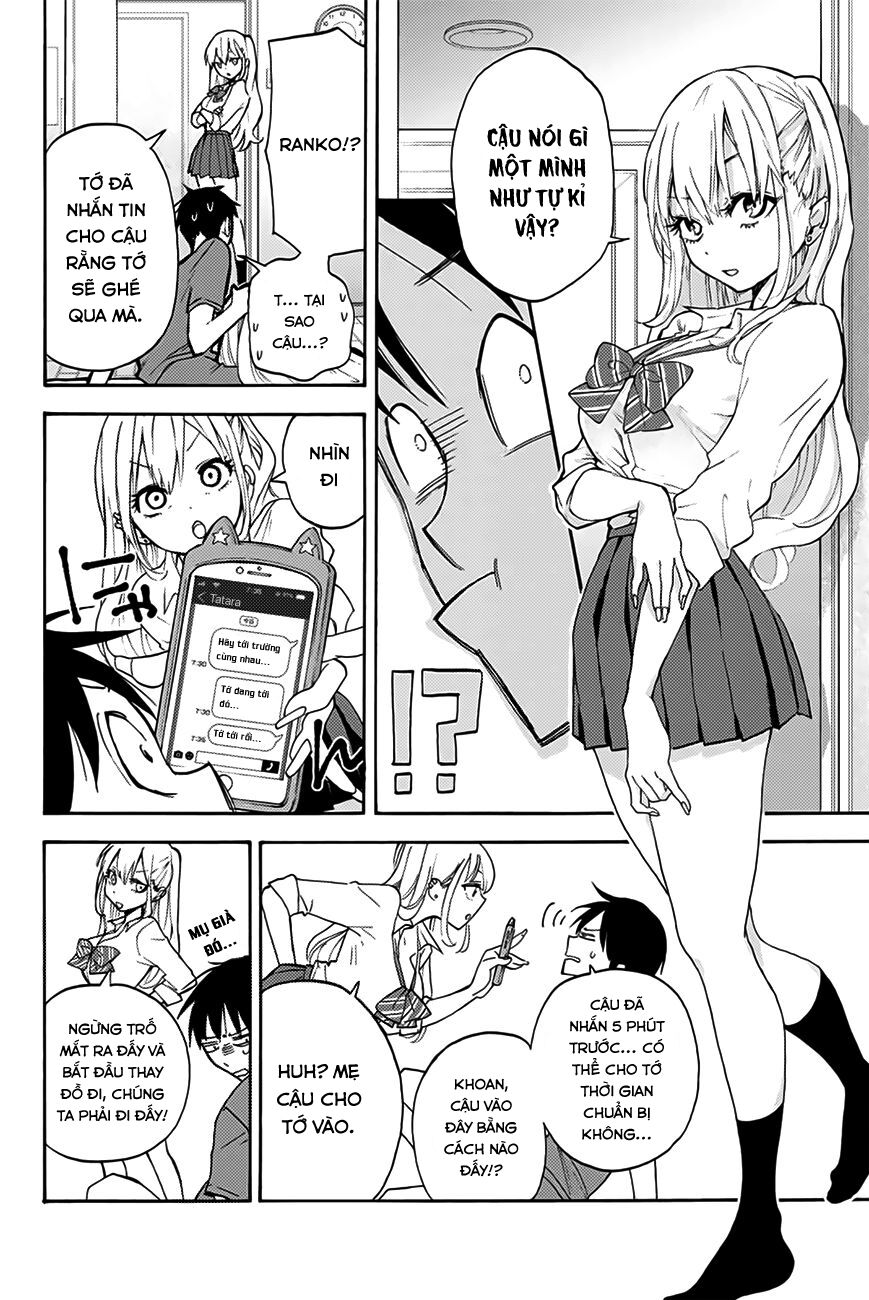 CẬU NÓI GÌ
MỘT MÌNH
NHƯ TỰ KỈ
VẬY?
!?
RANKO!?
T... TẠI
SAO
CẬU...?
TỚ ĐÃ
NHẮN TIN
CHO CẬU
RẰNG TỚ
SẼ GHÉ
QUA MÀ.
NHÌN
ĐI
7:36
Tatara
今日
Hãy tới trường
cùng nhau...
7:30
Tớ đang tới
đó...
7:30
Tớ tới rồi...
7:35
CẬU ĐÃ
NHẮN 5 PHÚT
TRƯỚC... CÓ
THỂ CHO TỚ
THỜI GIAN
CHUẨN BỊ
KHÔNG...
KHOAN,
CẬU VÀO
ĐÂY BẰNG
CÁCH NÀO
ĐẤY!?
HUH? MẸ
CẬU CHO
TỚ VÀO.
MỤ GIÀ
ĐÓ...
NGỪNG TRỐ
MẮT RA ĐẤY VÀ
BẮT ĐẦU THAY
ĐỒ ĐI, CHÚNG
TA PHẢI ĐI ĐẤY!